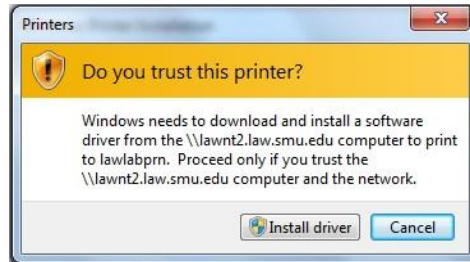 Printers
Do you trust this printer?
Windows needs to download and install a software
driver from the \\lawnt2.law.smu.edu computer to print
to lawlabprn.  Proceed only if you trust the
\\lawnt2.law.smu.edu computer and the network.
Install driver
Cancel